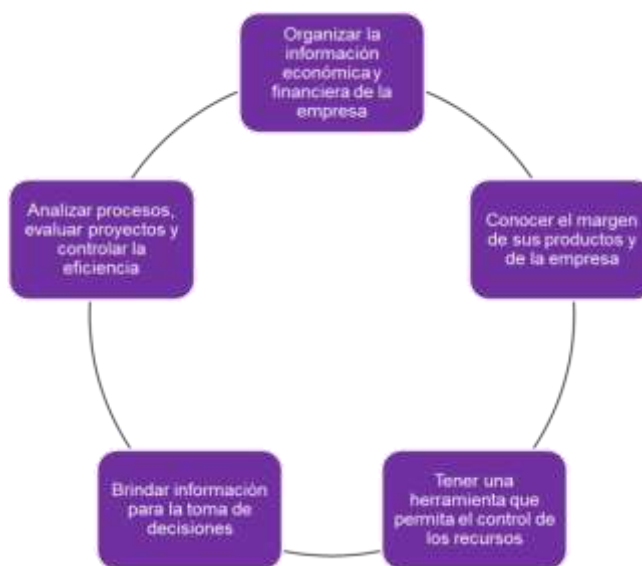 Organizar la
información
económica y
financiera de la
empresa
Conocer el margen
de sus productos y
de la empresa
Tener una
herramienta que
permita el control de
los recursos
Brindar información
para la toma de
decisiones
Analizar procesos,
evaluar proyectos y
controlar la
eficiencia